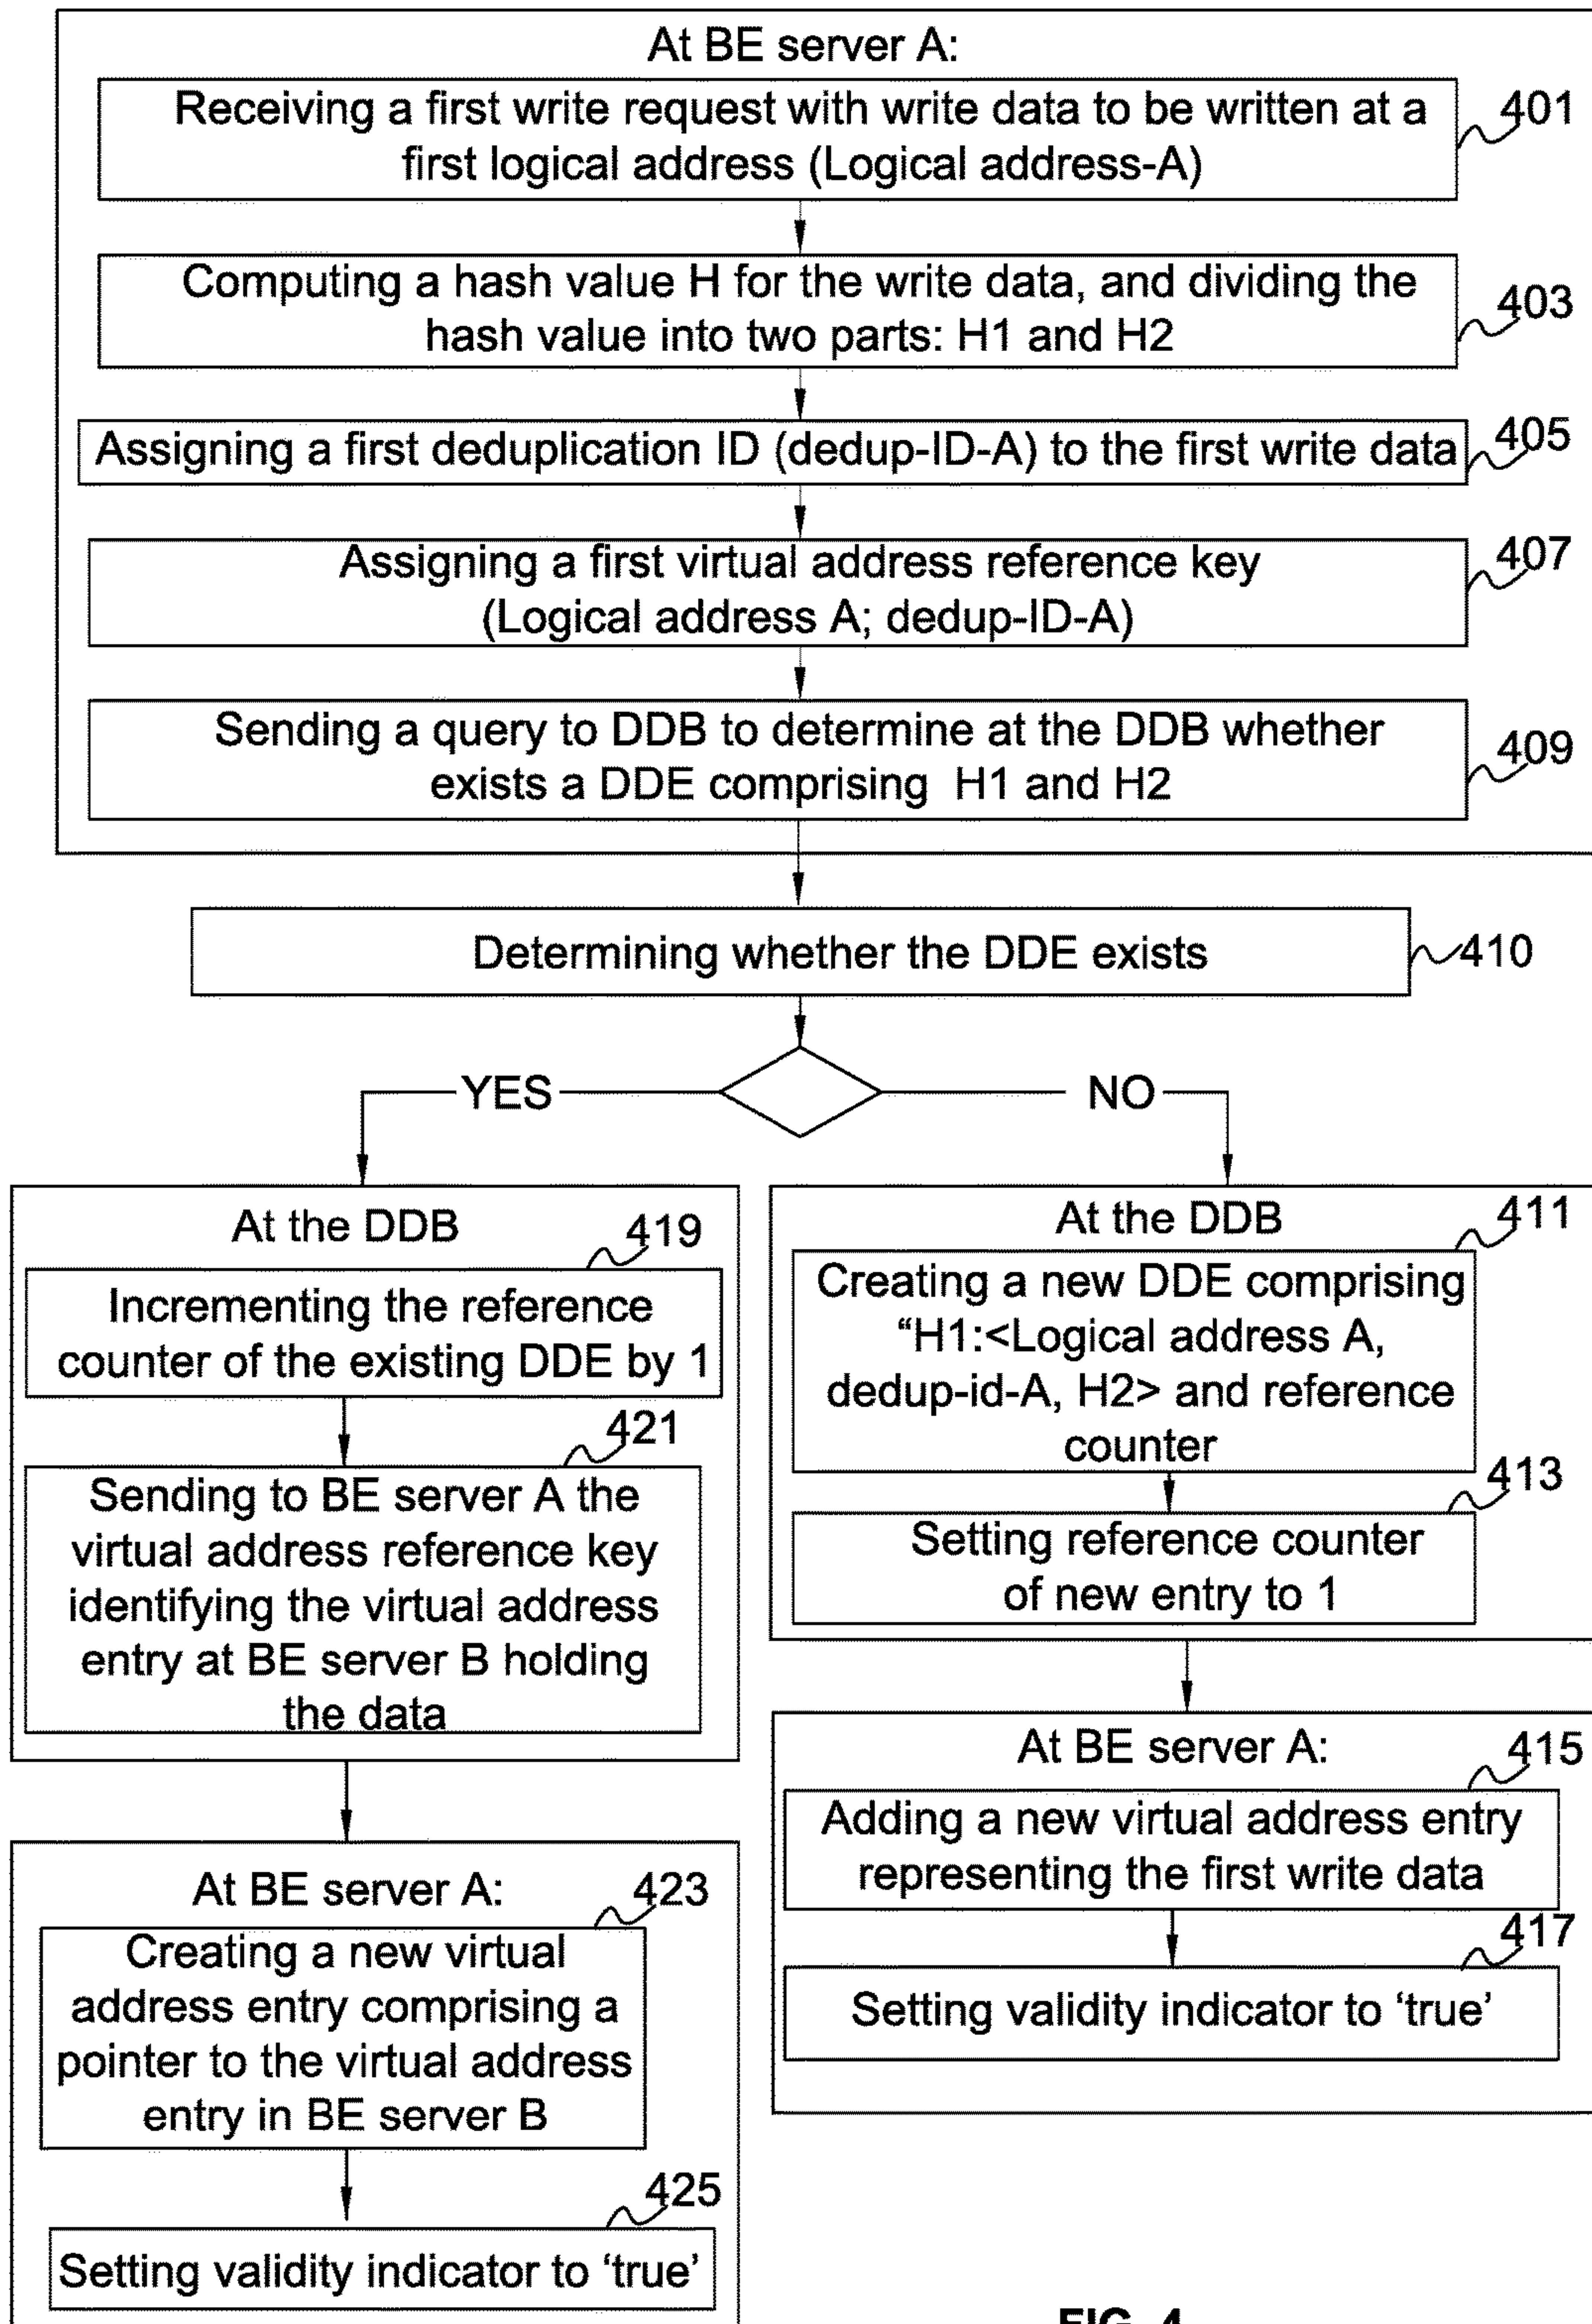 At BE server A:
Receiving a first write request with write data to be written at a
first logical address (Logical address-A)
401
Computing a hash value H for the write data, and dividing the
hash value into two parts: H1 and H2
403
Assigning a first deduplication ID (dedup-ID-A) to the first write data
405
Assigning a first virtual address reference key
(Logical address A; dedup-ID-A)
407
Sending a query to DDB to determine at the DDB whether
exists a DDE comprising H1 and H2
409
Determining whether the DDE exists
410
YES
NO
At the DDB
419
Incrementing the reference
counter of the existing DDE by 1
421
Sending to BE server A the
virtual address reference key
identifying the virtual address
entry at BE server B holding
the data
At BE server A:
423
Creating a new virtual
address entry comprising a
pointer to the virtual address
entry in BE server B
425
Setting validity indicator to ‘true’
At the DDB
411
Creating a new DDE comprising
“H1:<Logical address A,
dedup-id-A, H2> and reference
counter
413
Setting reference counter
of new entry to 1
At BE server A:
415
Adding a new virtual address entry
representing the first write data
417
Setting validity indicator to ‘true’
FIG. 4